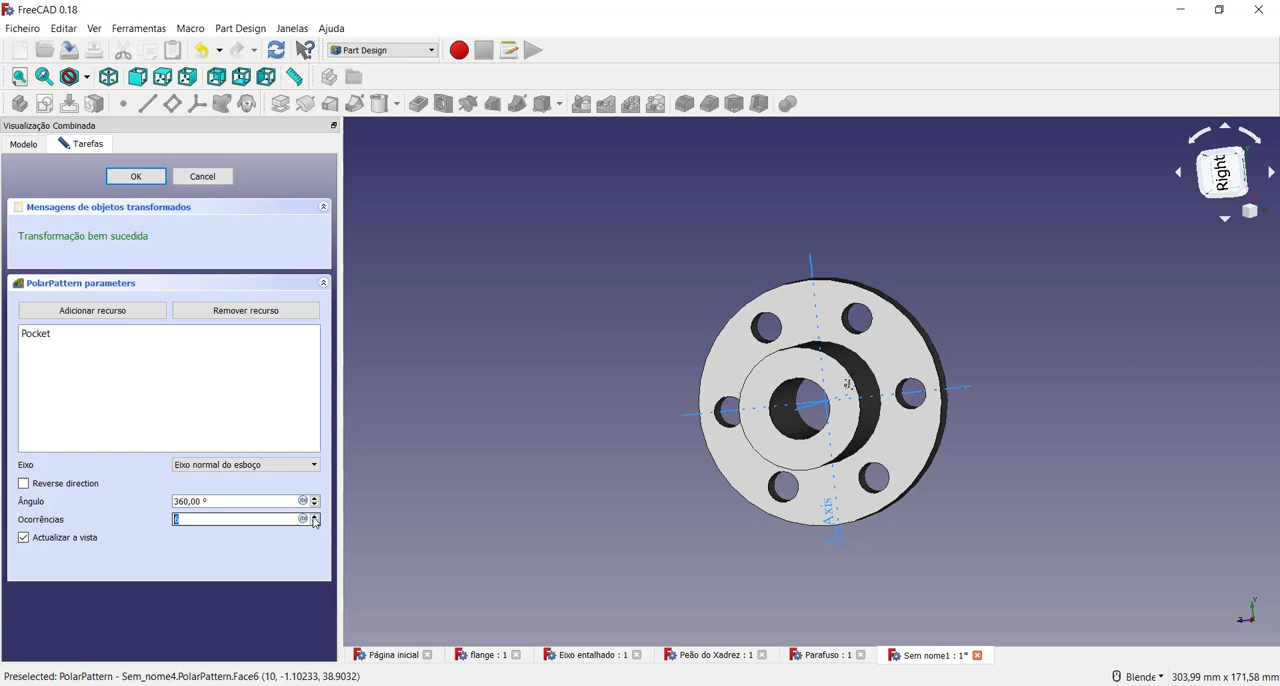 FreeCAD 0.18
Ficheiro Editar Ver Ferramentas Macro Part Design Janelas Ajuda
Part Design
Visualização Combinada
Modelo Tarefas
OK Cancel
Mensagens de objetos transformados
Transformação bem sucedida
PolarPattern parameters
Adicionar recurso Remover recurso
Pocket
Eixo Eixo normal do esboço
Reverse direction
Ângulo 360,00 º
Ocorrências 6
Actualizar a vista
Right
Axis
Página inicial flange : 1 Eixo entalhado : 1 Peão do Xadrez : 1 Parafuso : 1 Sem nome1 : 1*
Preselected: PolarPattern - Sem_nome4.PolarPattern.Face6 (10, -1.10233, 38.9032) Blende 303,99 mm x 171,58 mm